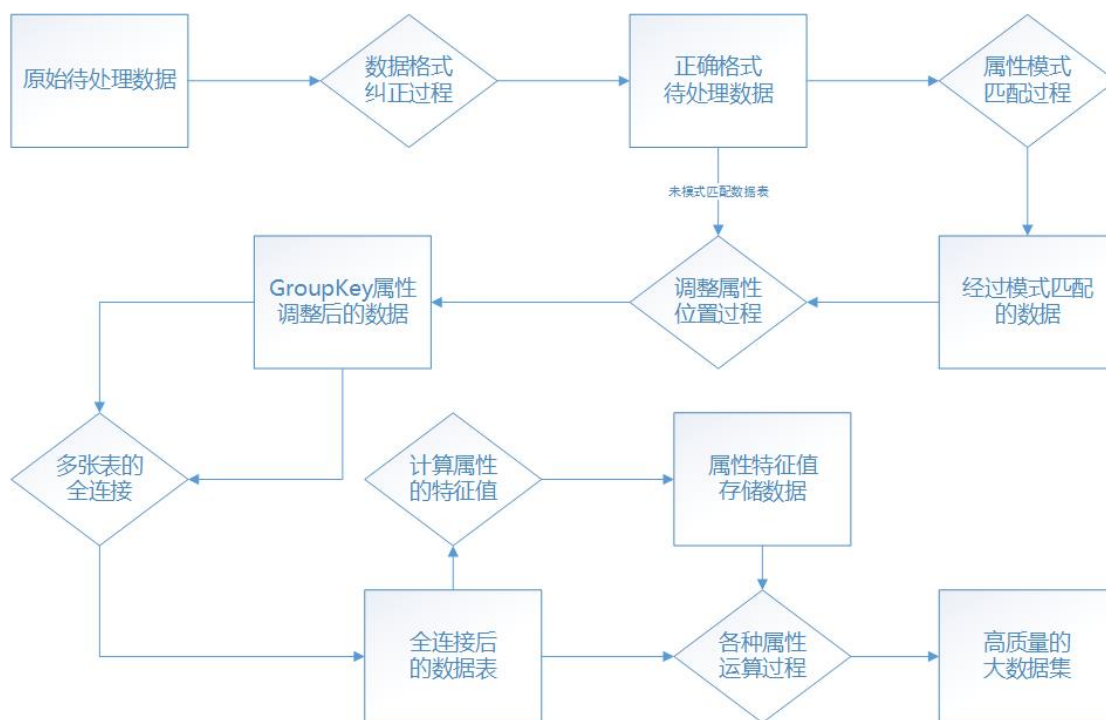 原始待处理数据
数据格式
纠正过程
正确格式
待处理数据
属性模式
匹配过程
未模式匹配数据表
GroupKey属性
调整后的数据
调整属性
位置过程
经过模式匹配
的数据
多张表的
全连接
计算属性
的特征值
属性特征值
存储数据
全连接后
的数据表
各种属性
运算过程
高质量的
大数据集